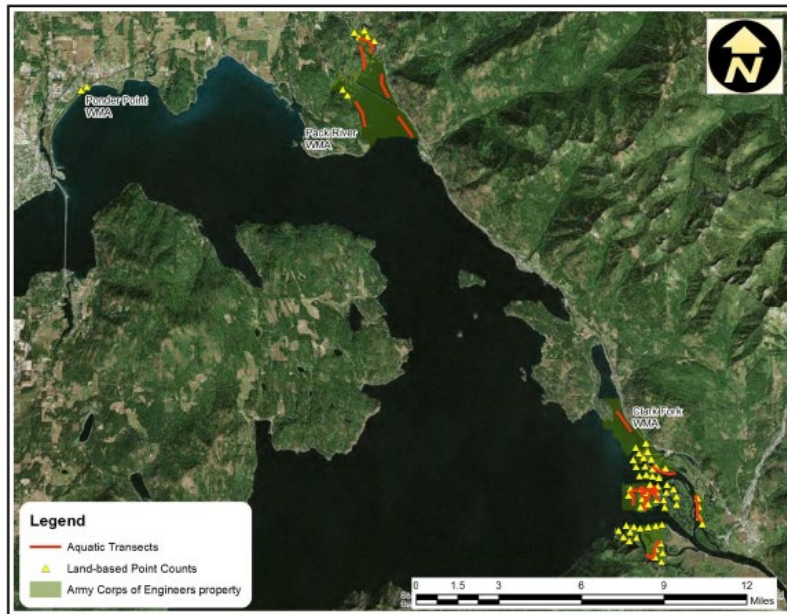 N
Ponder Point
WMA
Pack River
WMA
Clark Fork
WMA
Legend
Aquatic Transects
Land-based Point Counts
Army Corps of Engineers property
0 1.5 3 6 9 12
Miles